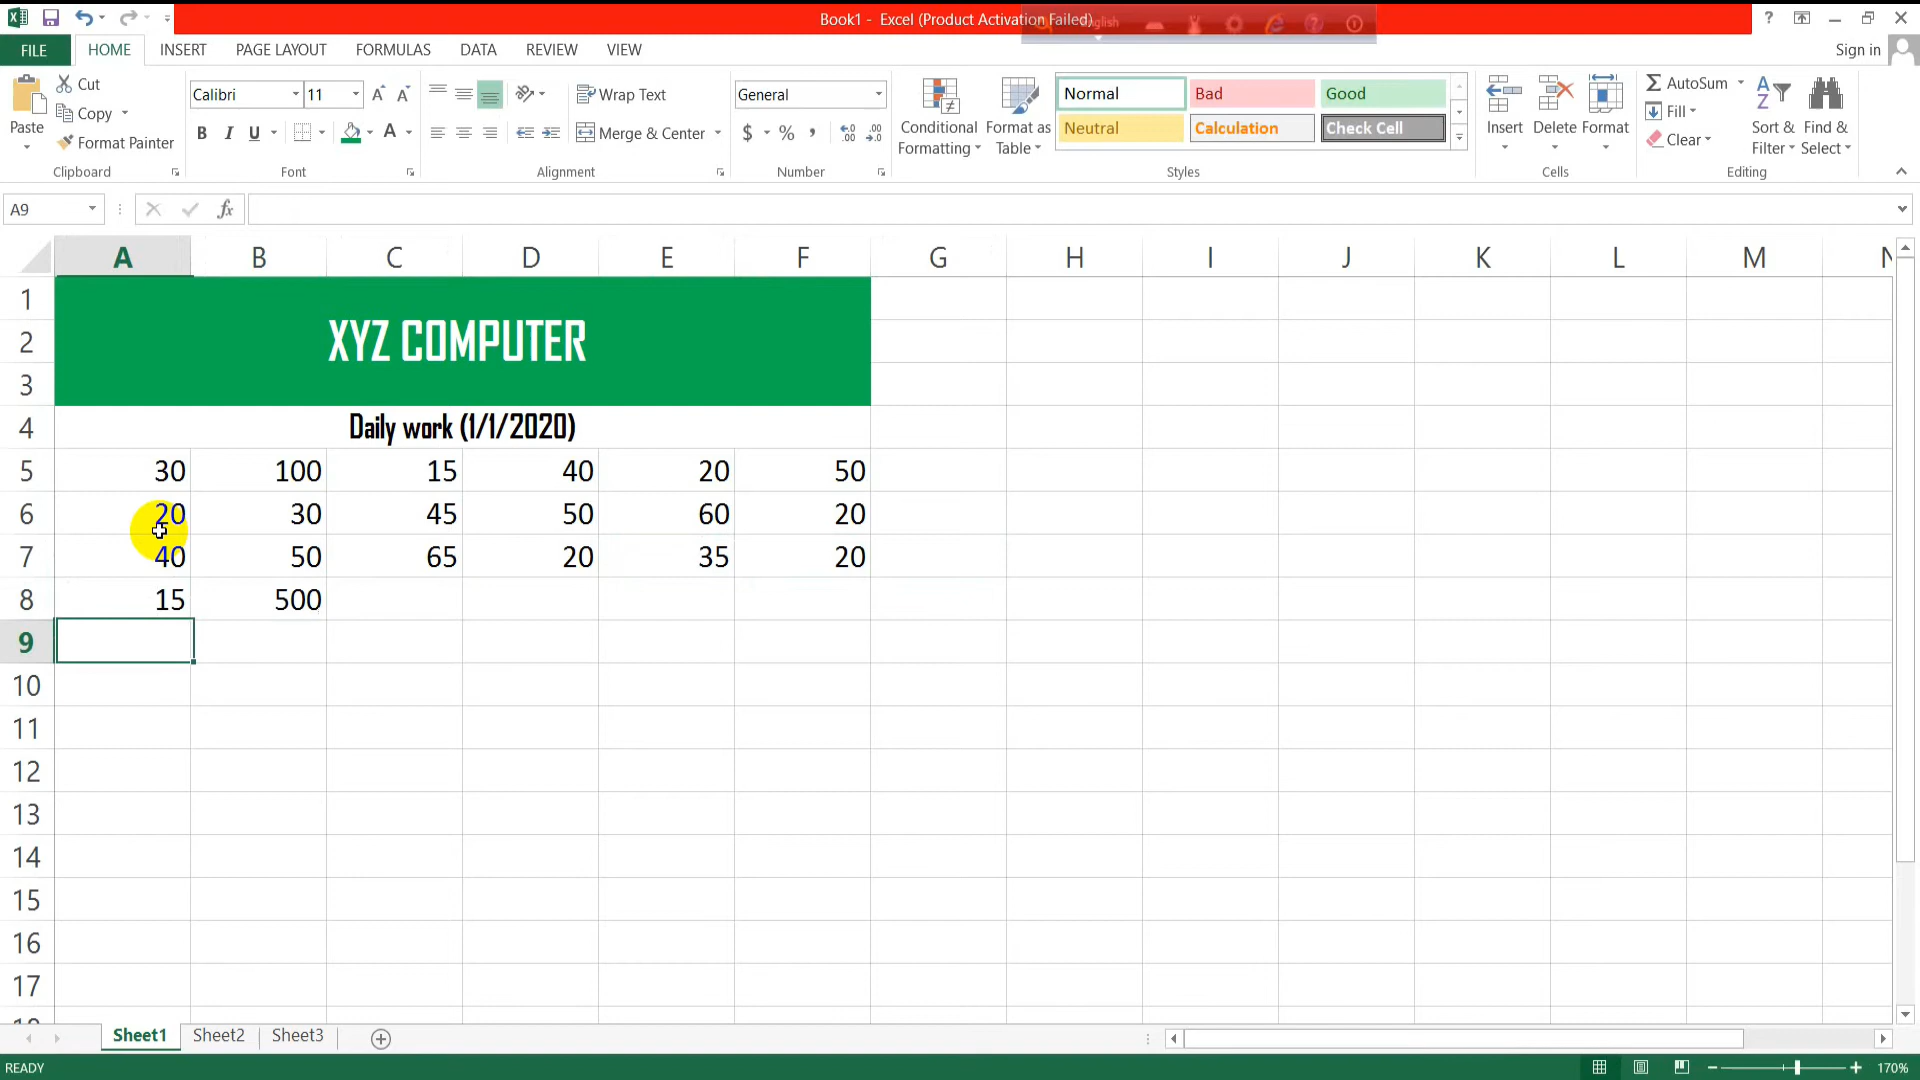 Book1 - Excel (Product Activation Failed)
English
FILE HOME INSERT PAGE LAYOUT FORMULAS DATA REVIEW VIEW Sign in
Paste
Cut
Copy
Format Painter
Clipboard
Calibri 11
B I U
Font
Wrap Text
Merge & Center
Alignment
General
$ % ,
Number
Conditional Formatting
Format as Table
Normal Bad Good
Neutral Calculation Check Cell
Styles
Insert Delete Format
Cells
AutoSum
Fill
Clear
Sort & Filter
Find & Select
Editing
A9 fx
A B C D E F G H I J K L M N
1
2 XYZ COMPUTER
3
4 Daily work (1/1/2020)
5 30 100 15 40 20 50
6 20 30 45 50 60 20
7 40 50 65 20 35 20
8 15 500
9
10
11
12
13
14
15
16
17
Sheet1 Sheet2 Sheet3
READY 170%